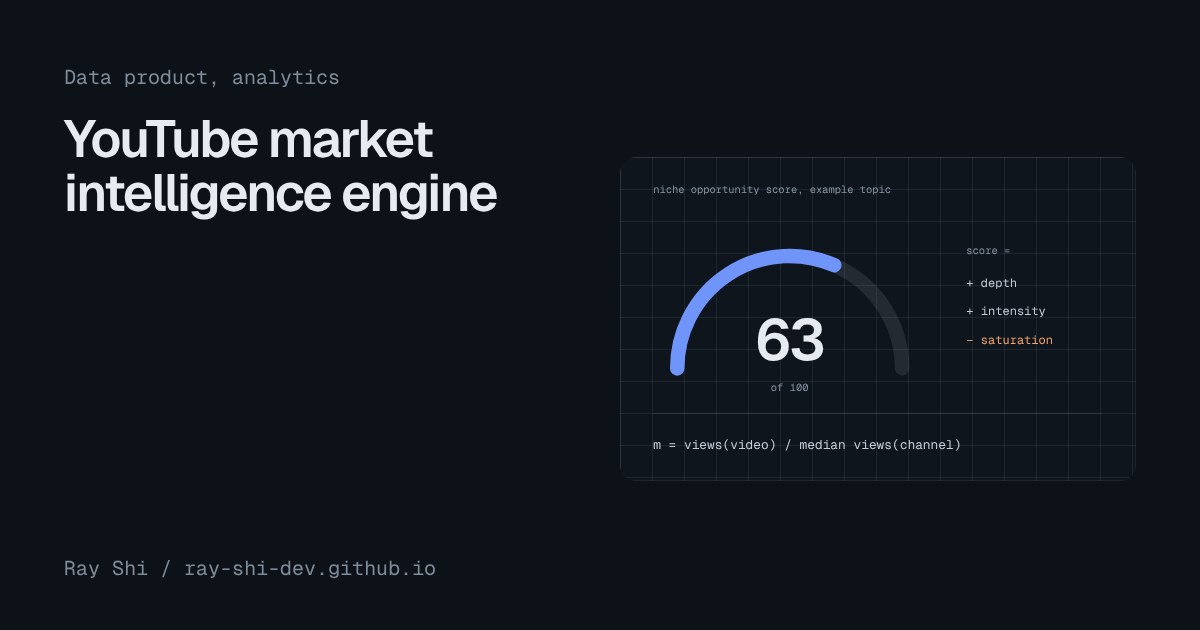 Data product, analytics
YouTube market
intelligence engine
niche opportunity score, example topic
score =
+ depth
+ intensity
− saturation
63
of 100
m = views(video) / median views(channel)
Ray Shi / ray-shi-dev.github.io